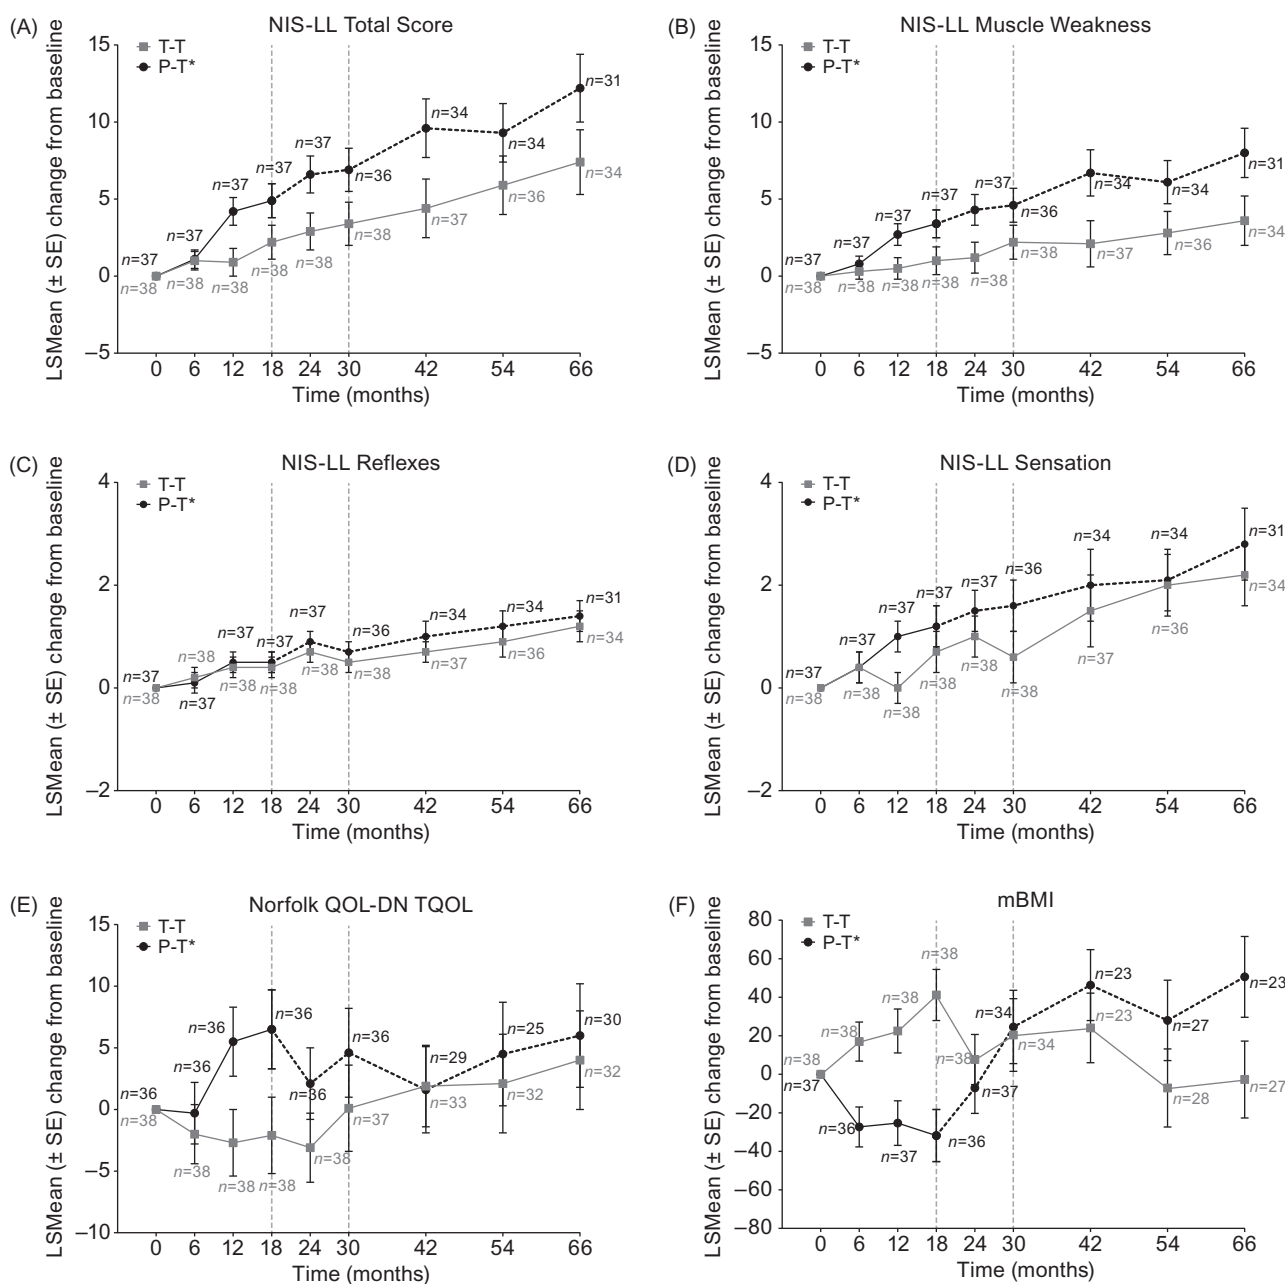 (A) NIS-LL Total Score
LSMean (± SE) change from baseline
T-T
P-T*
15
10
5
0
–5
n=37 n=37 n=37 n=37 n=37 n=36 n=34 n=34 n=31
n=38 n=38 n=38 n=38 n=38 n=38 n=37 n=36 n=34
0 6 12 18 24 30 42 54 66
Time (months)
(B) NIS-LL Muscle Weakness
LSMean (± SE) change from baseline
T-T
P-T*
15
10
5
0
–5
n=37 n=37 n=37 n=37 n=37 n=36 n=34 n=34 n=31
n=38 n=38 n=38 n=38 n=38 n=38 n=37 n=36 n=34
0 6 12 18 24 30 42 54 66
Time (months)
(C) NIS-LL Reflexes
LSMean (± SE) change from baseline
T-T
P-T*
4
2
0
–2
n=37 n=37 n=37 n=37 n=37 n=36 n=34 n=34 n=31
n=38 n=38 n=38 n=38 n=38 n=38 n=37 n=36 n=34
0 6 12 18 24 30 42 54 66
Time (months)
(D) NIS-LL Sensation
LSMean (± SE) change from baseline
T-T
P-T*
4
2
0
–2
n=37 n=37 n=37 n=37 n=37 n=36 n=34 n=34 n=31
n=38 n=38 n=38 n=38 n=38 n=38 n=37 n=36 n=34
0 6 12 18 24 30 42 54 66
Time (months)
(E) Norfolk QOL-DN TQOL
LSMean (± SE) change from baseline
T-T
P-T*
15
10
5
0
–5
–10
n=36 n=36 n=36 n=36 n=36 n=36 n=29 n=25 n=30
n=38 n=38 n=38 n=38 n=38 n=37 n=33 n=32 n=32
0 6 12 18 24 30 42 54 66
Time (months)
(F) mBMI
LSMean (± SE) change from baseline
T-T
P-T*
80
60
40
20
0
–20
–40
–60
–80
n=38 n=38 n=38 n=38 n=38 n=34 n=23 n=28 n=27
n=37 n=36 n=37 n=36 n=37 n=34 n=23 n=27 n=23
0 6 12 18 24 30 42 54 66
Time (months)